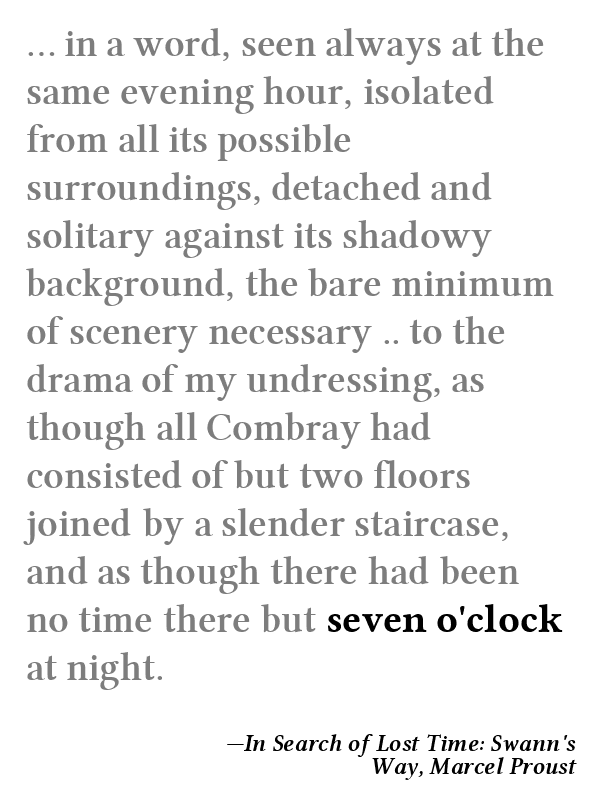 ... in a word, seen always at the
same evening hour, isolated
from all its possible
surroundings, detached and
solitary against its shadowy
background, the bare minimum
of scenery necessary .. to the
drama of my undressing, as
though all Combray had
consisted of but two floors
joined by a slender staircase,
and as though there had been
no time there but seven o'clock
at night.
—In Search of Lost Time: Swann's
Way, Marcel Proust